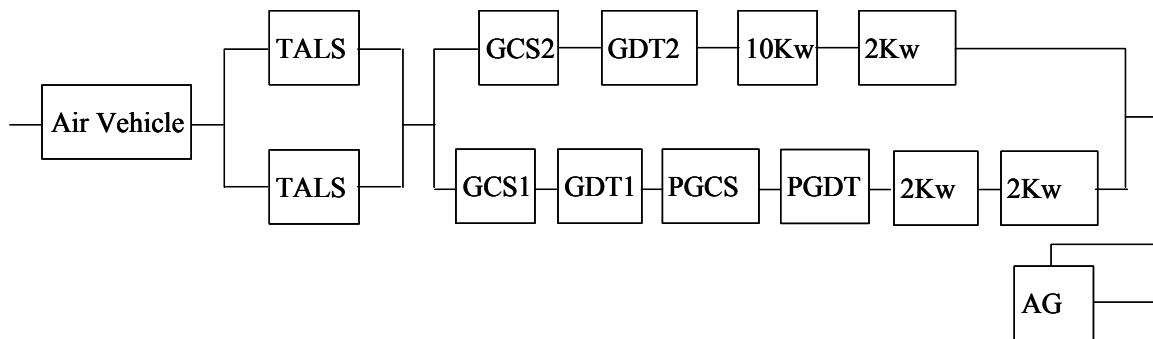 TALS
GCS2 GDT2 10Kw 2Kw
Air Vehicle
TALS
GCS1 GDT1 PGCS PGDT 2Kw 2Kw
AG